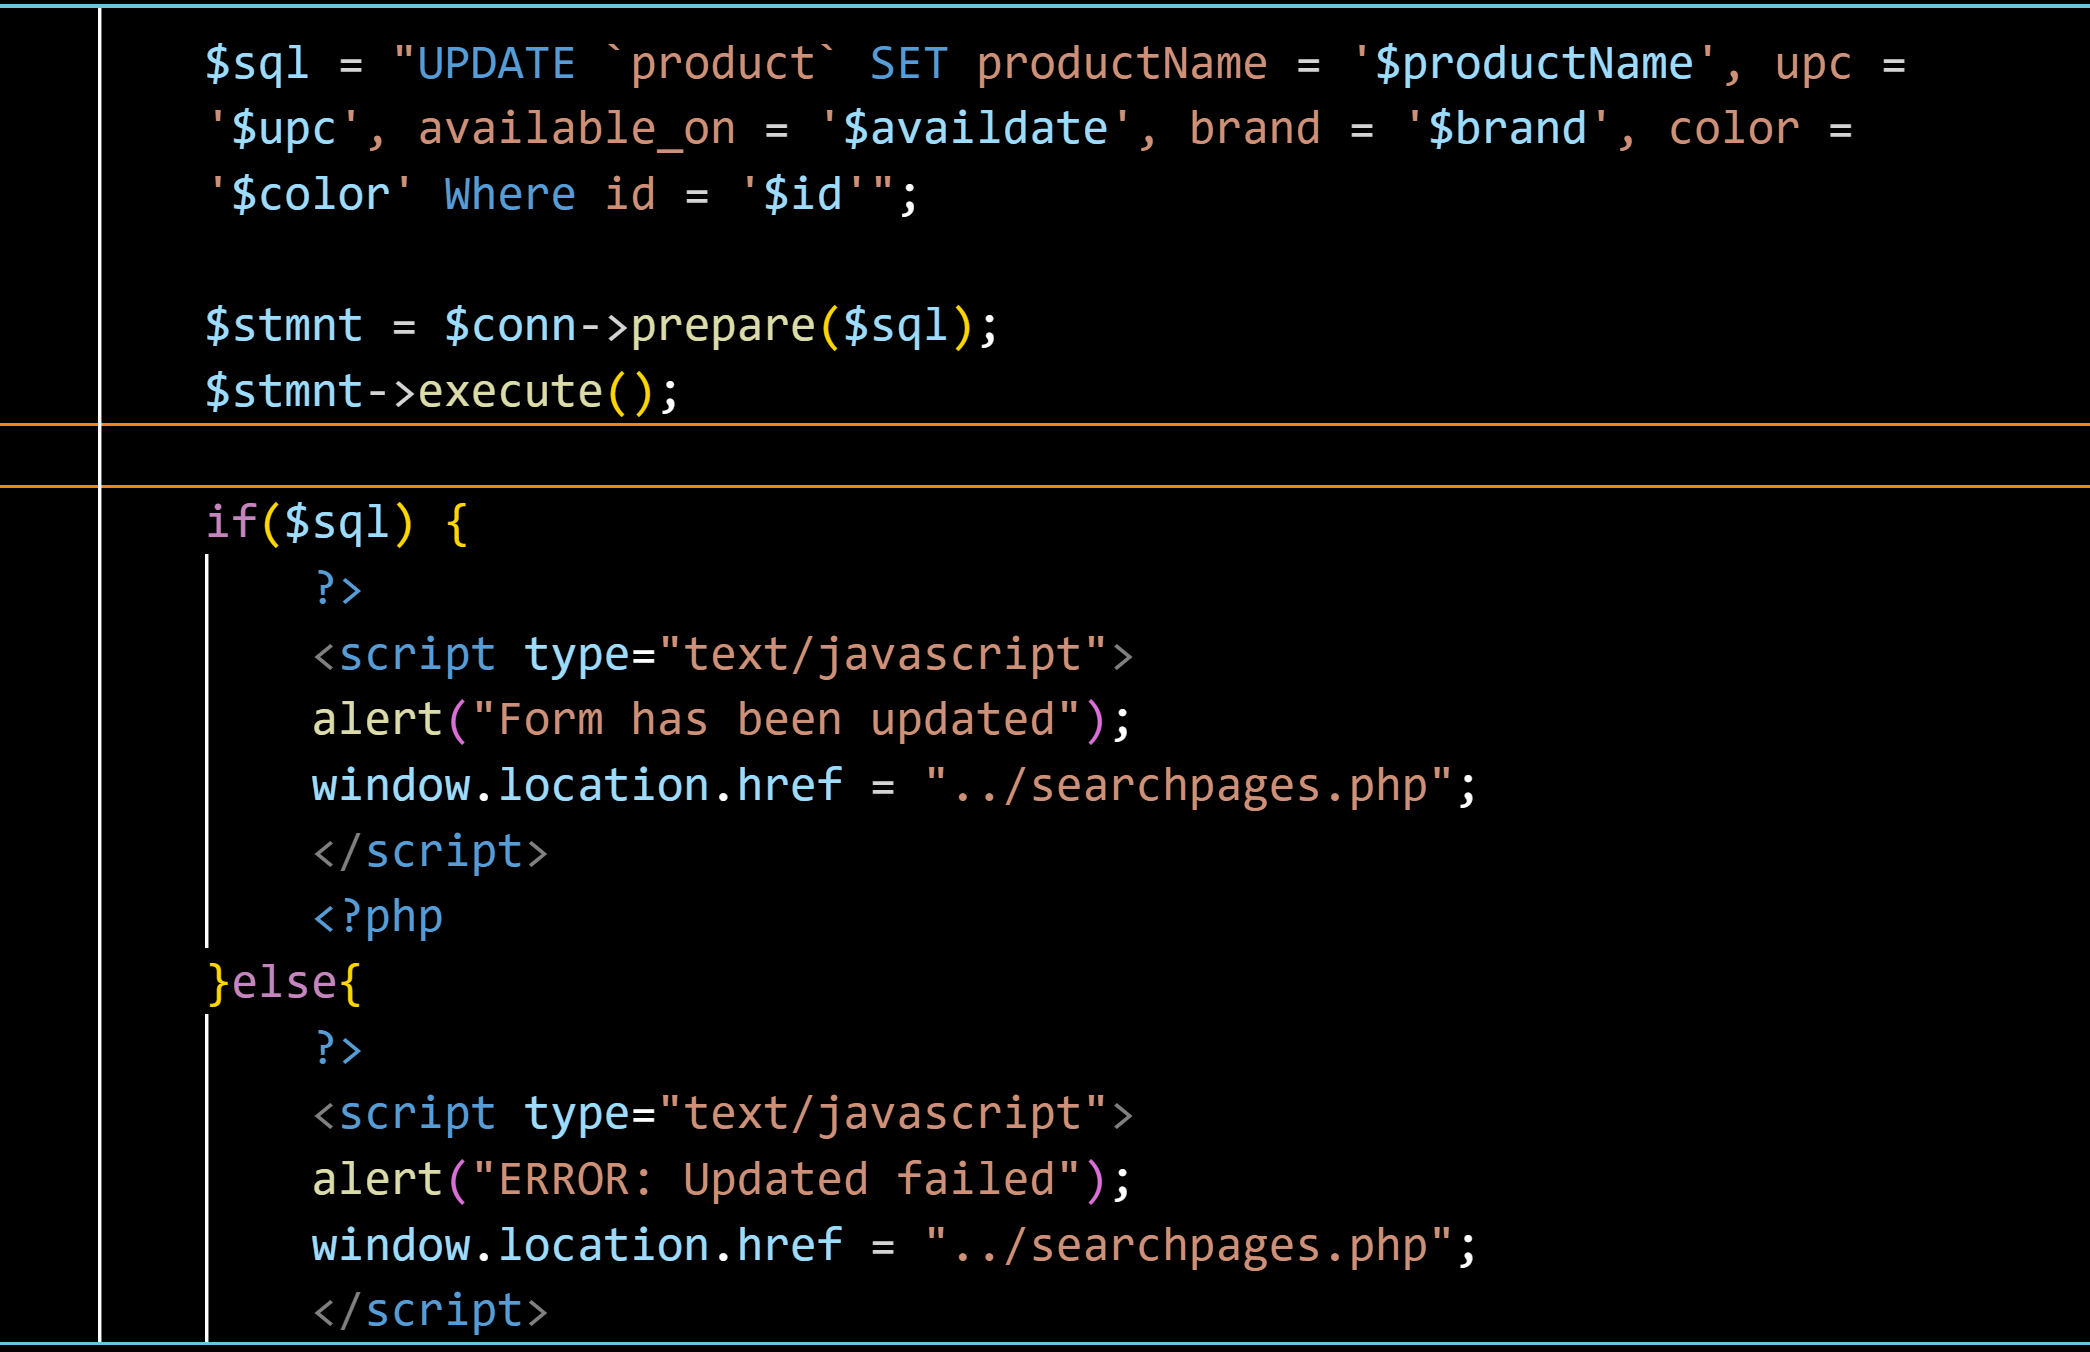 $sql = "UPDATE `product` SET productName = '$productName', upc =
'$upc', available_on = '$availdate', brand = '$brand', color =
'$color' Where id = '$id'";
$stmnt = $conn->prepare($sql);
$stmnt->execute();
if($sql) {
?>
<script type="text/javascript">
alert("Form has been updated");
window.location.href = "../searchpages.php";
</script>
<?php
}else{
?>
<script type="text/javascript">
alert("ERROR: Updated failed");
window.location.href = "../searchpages.php";
</script>